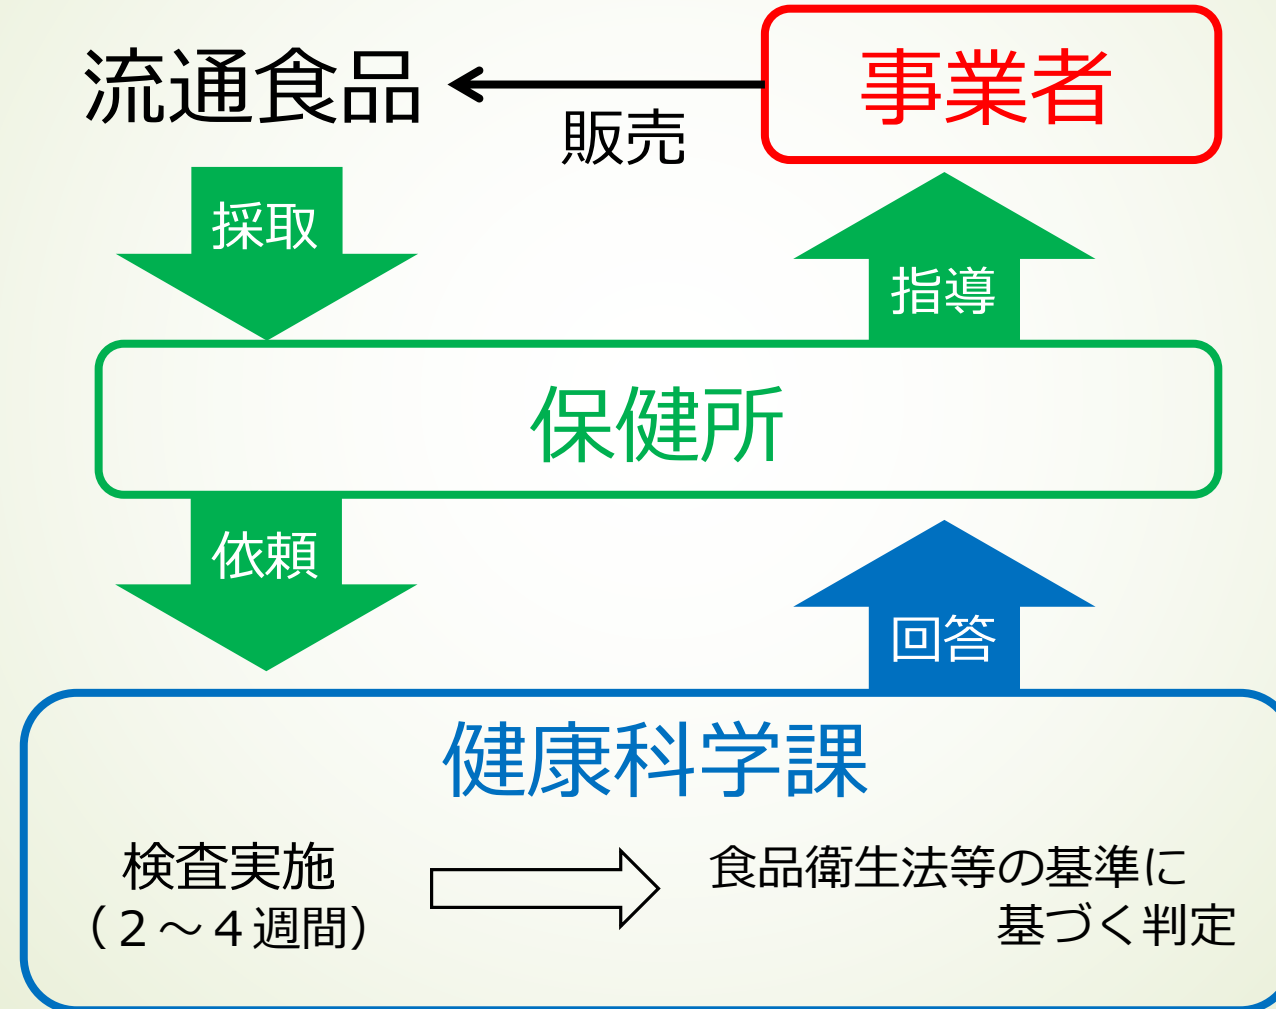 流通食品
事業者
販売
採取
指導
保健所
依頼
回答
健康科学課
検査実施
（２～４週間）
食品衛生法等の基準に
基づく判定